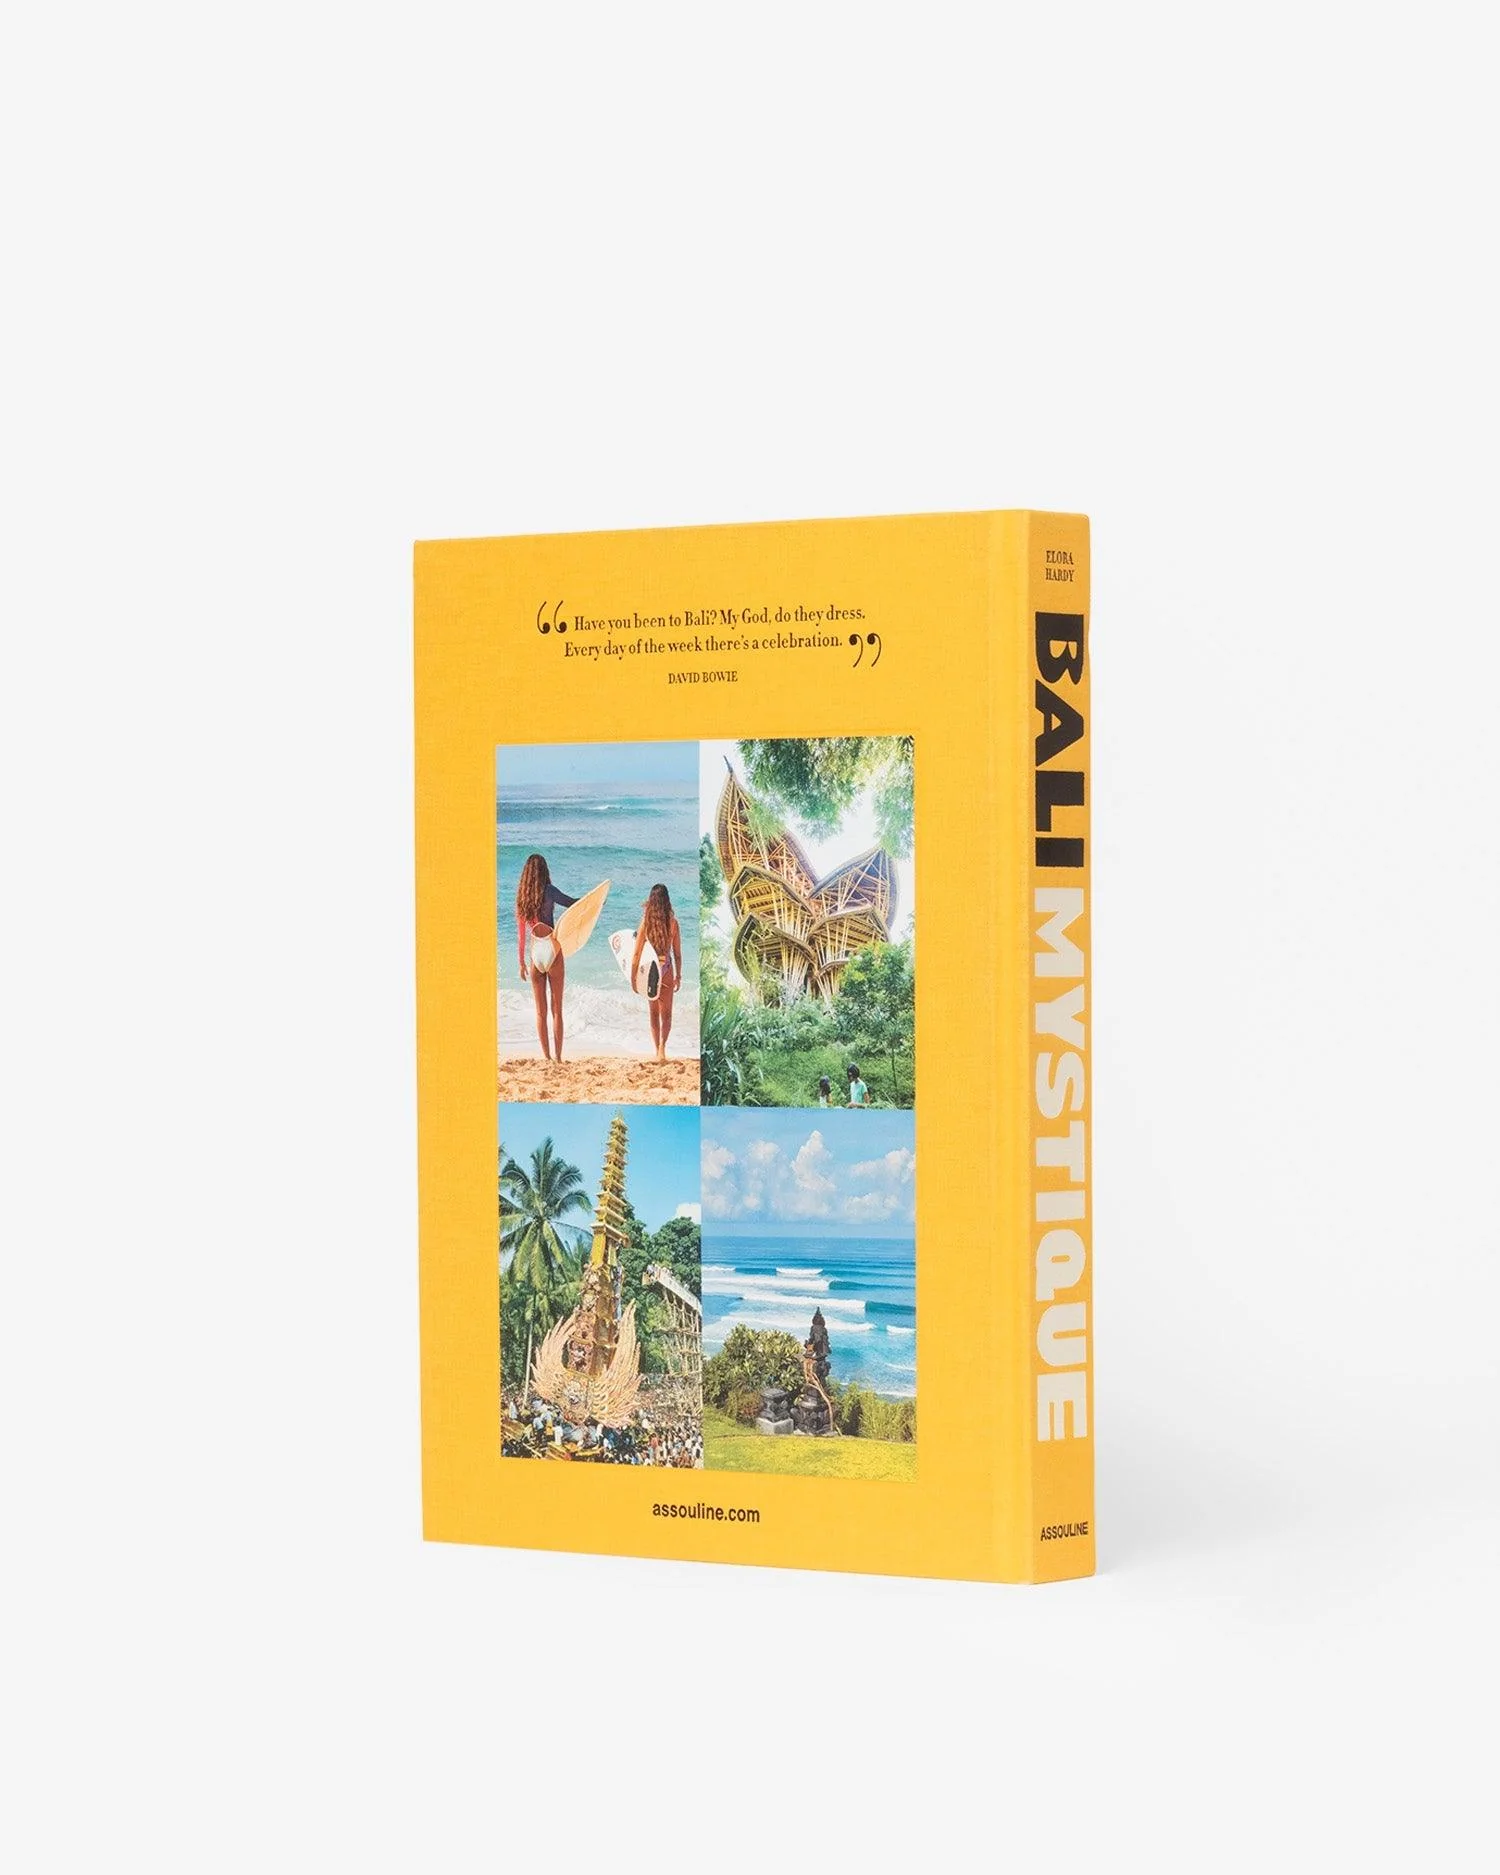 “Have you been to Bali? My God, do they dress.
Every day of the week there's a celebration.”
DAVID BOWIE
assouline.com
ELORA
HARDY
BALI MYSTIQUE
ASSOULINE